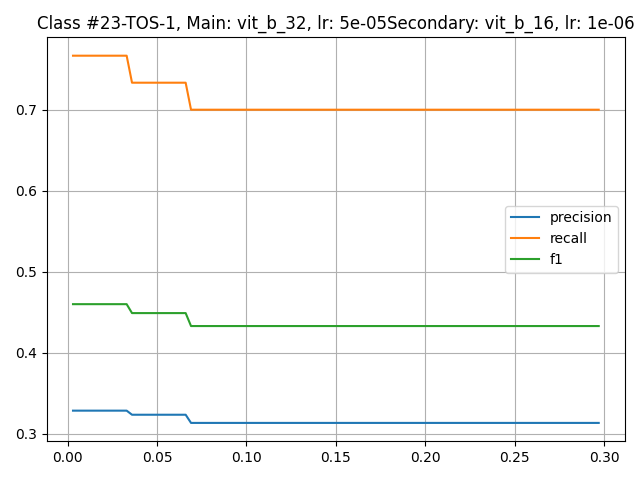 Class #23-TOS-1, Main: vit_b_32, lr: 5e-05Secondary: vit_b_16, lr: 1e-06
0.7
0.6
0.5
0.4
0.3
precision
recall
f1
0.00 0.05 0.10 0.15 0.20 0.25 0.30